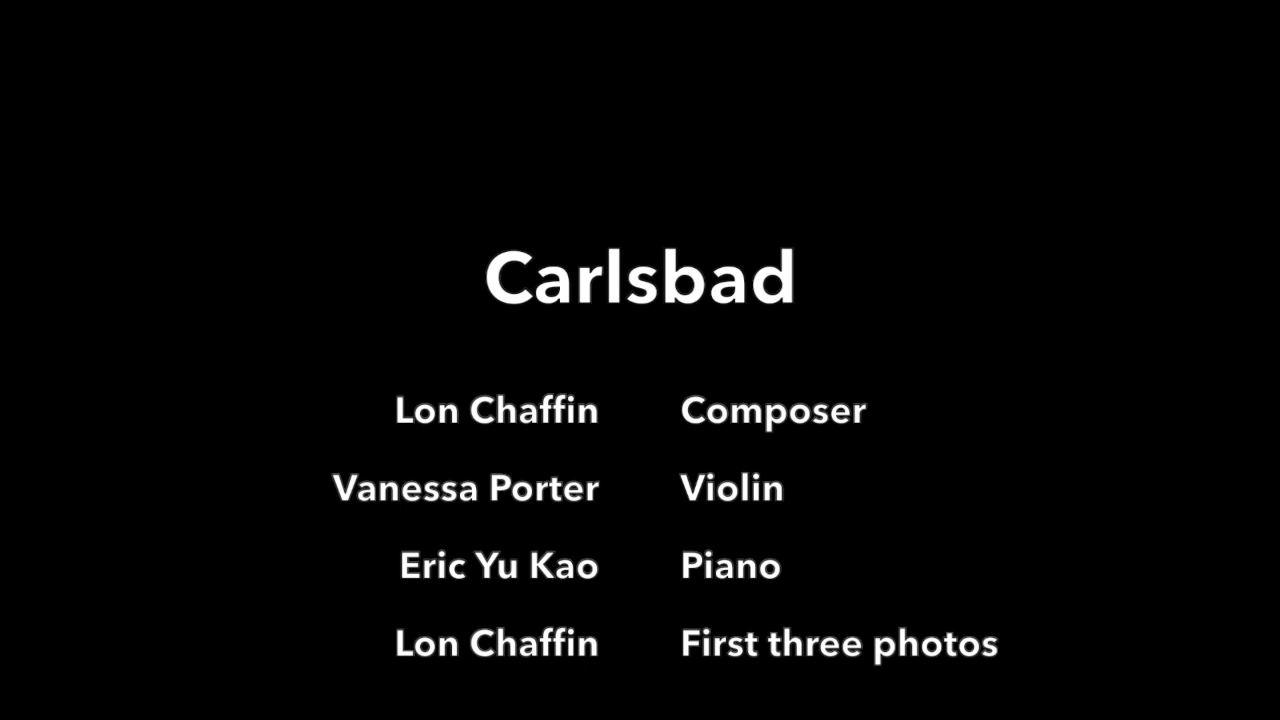 Carlsbad
Lon Chaffin Composer
Vanessa Porter Violin
Eric Yu Kao Piano
Lon Chaffin First three photos